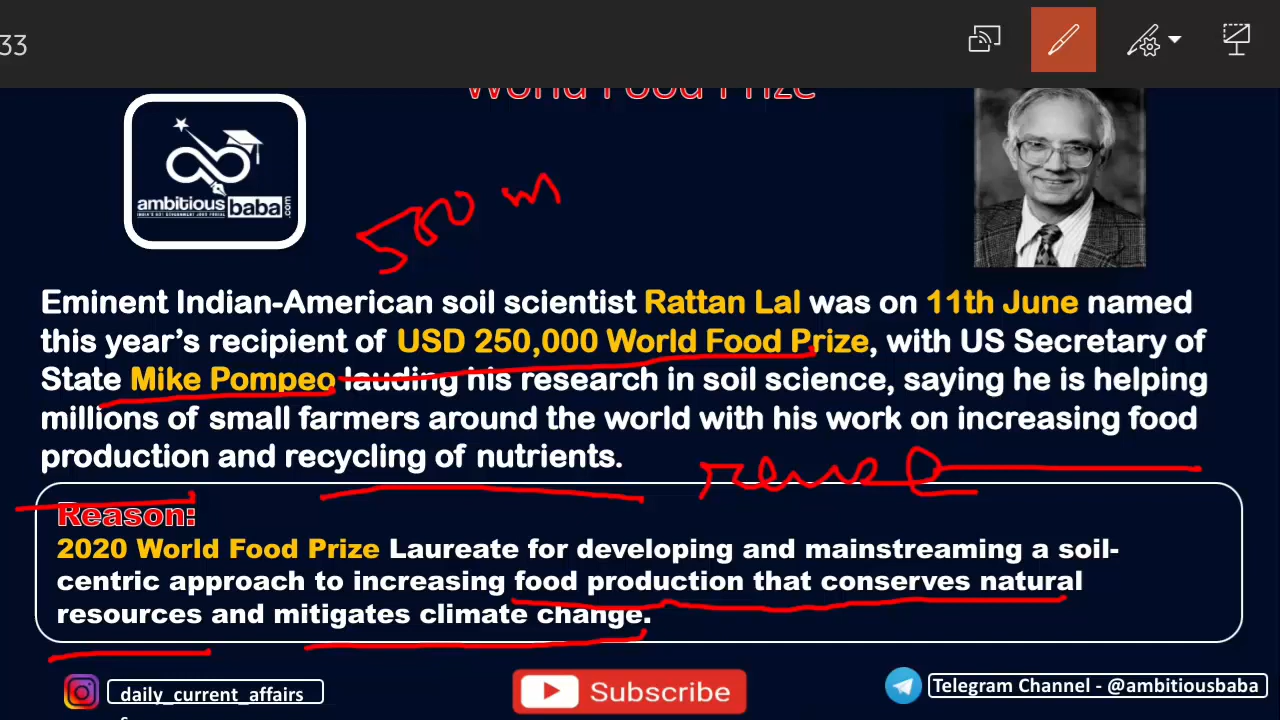 33
World Food Prize
ambitious baba .com
500 m
Eminent Indian-American soil scientist Rattan Lal was on 11th June named
this year's recipient of USD 250,000 World Food Prize, with US Secretary of
State Mike Pompeo lauding his research in soil science, saying he is helping
millions of small farmers around the world with his work on increasing food
production and recycling of nutrients.
reuse
Reason:
2020 World Food Prize Laureate for developing and mainstreaming a soil-
centric approach to increasing food production that conserves natural
resources and mitigates climate change.
daily_current_affairs
Subscribe
Telegram Channel - @ambitiousbaba